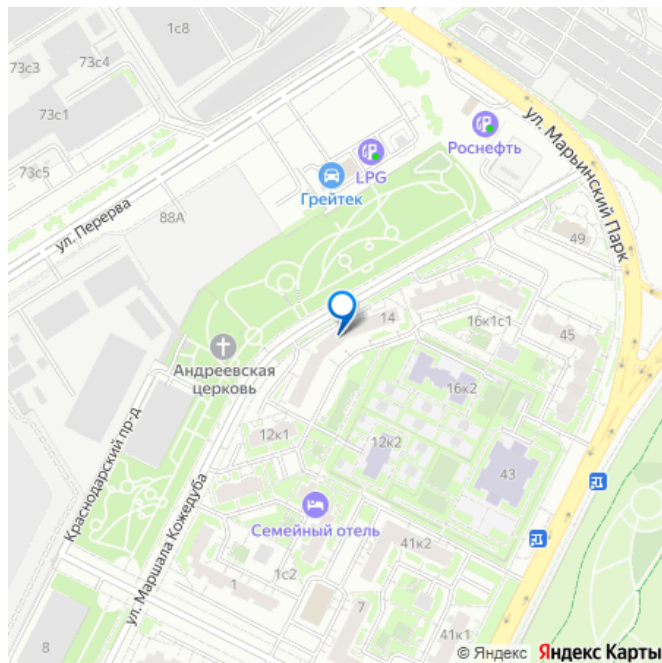 1с8
73с3
73с4
73с1
73с5
ул. Марьинский Парк
Роснефть
LPG
Грейтек
88А
ул. Перерва
49
14
16к1с1
45
Андреевская
церковь
16к2
12к1
12к2
43
Краснодарский пр-д
ул. Маршала Кожедуба
Семейный отель
41к2
1с2
1
7
41к1
8
© Яндекс Яндекс Карты